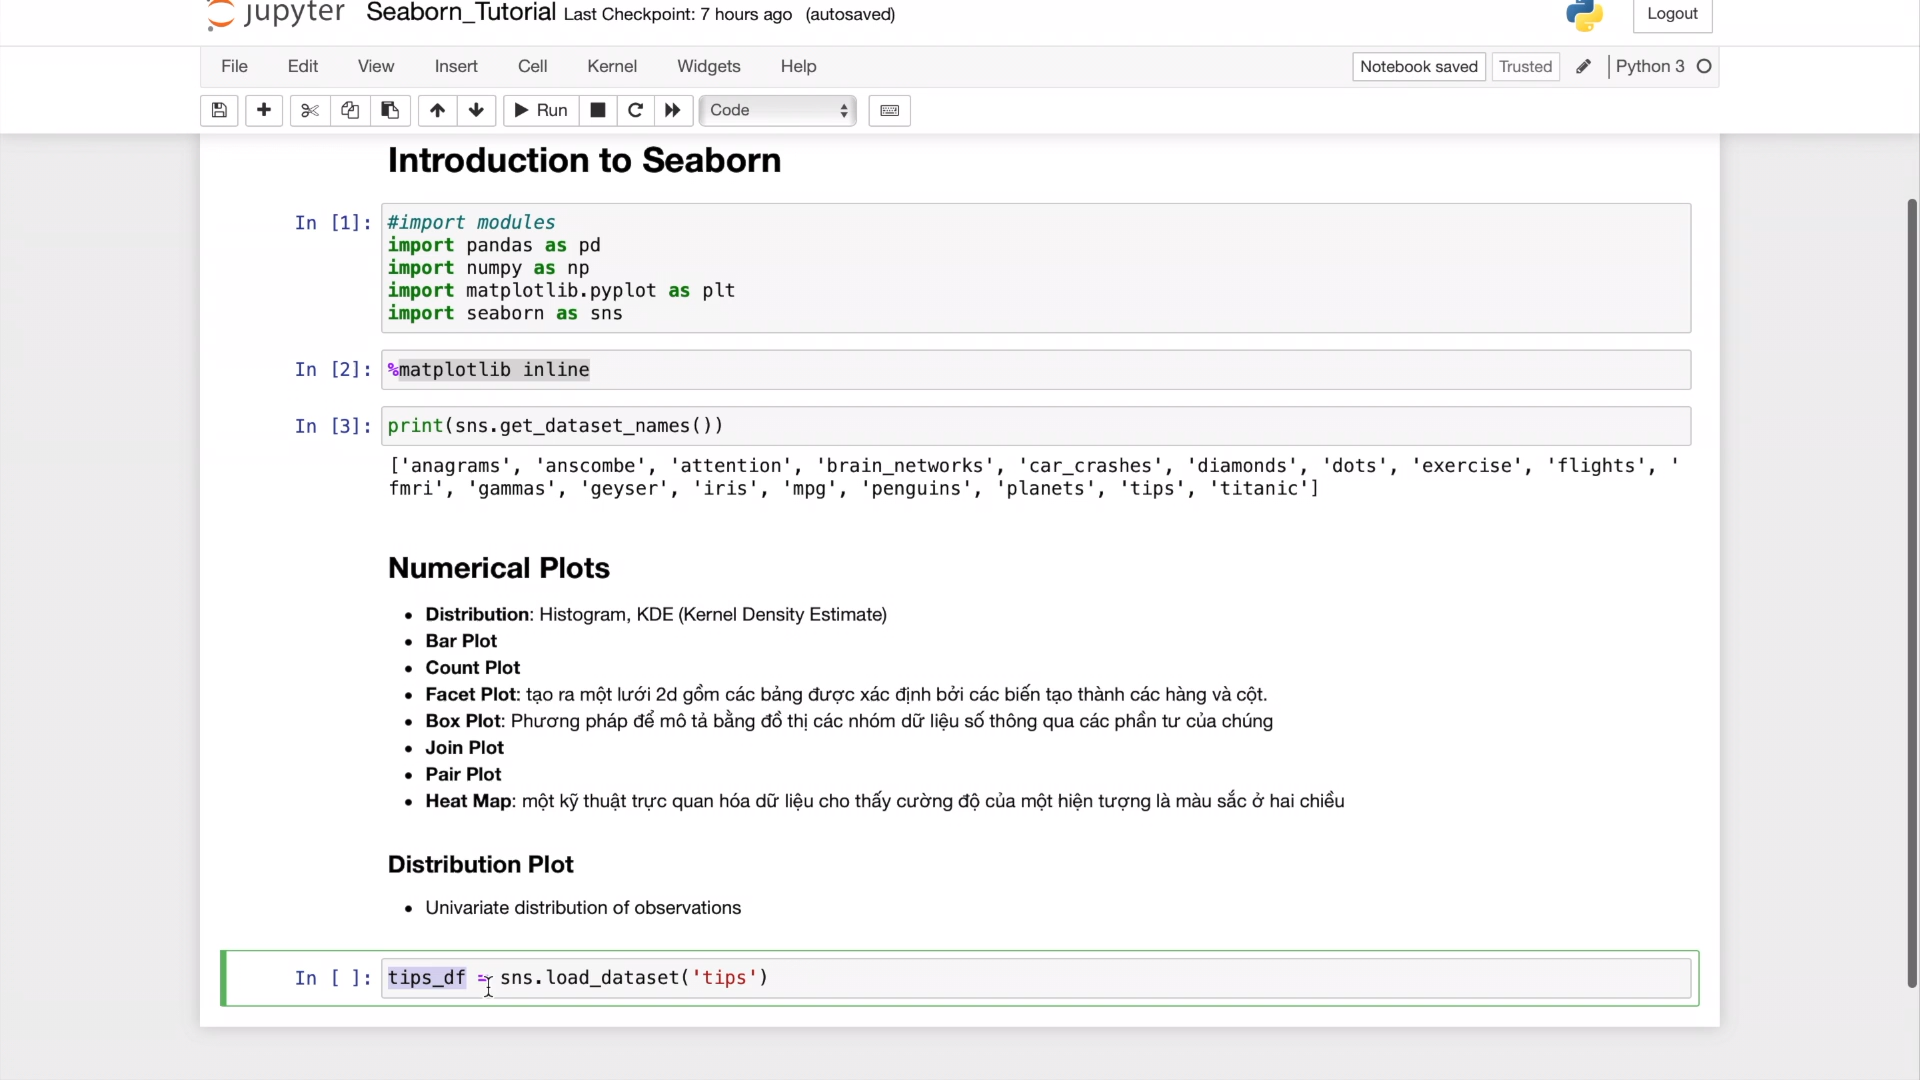 jupyter Seaborn_Tutorial Last Checkpoint: 7 hours ago (autosaved) Logout
File Edit View Insert Cell Kernel Widgets Help Notebook saved Trusted Python 3
Run Code
Introduction to Seaborn
In [1]: #import modules
import pandas as pd
import numpy as np
import matplotlib.pyplot as plt
import seaborn as sns
In [2]: %matplotlib inline
In [3]: print(sns.get_dataset_names())
['anagrams', 'anscombe', 'attention', 'brain_networks', 'car_crashes', 'diamonds', 'dots', 'exercise', 'flights', '
fmri', 'gammas', 'geyser', 'iris', 'mpg', 'penguins', 'planets', 'tips', 'titanic']
Numerical Plots
• Distribution: Histogram, KDE (Kernel Density Estimate)
• Bar Plot
• Count Plot
• Facet Plot: tạo ra một lưới 2d gồm các bảng được xác định bởi các biến tạo thành các hàng và cột.
• Box Plot: Phương pháp để mô tả bằng đồ thị các nhóm dữ liệu số thông qua các phần tư của chúng
• Join Plot
• Pair Plot
• Heat Map: một kỹ thuật trực quan hóa dữ liệu cho thấy cường độ của một hiện tượng là màu sắc ở hai chiều
Distribution Plot
• Univariate distribution of observations
In [ ]: tips_df = sns.load_dataset('tips')